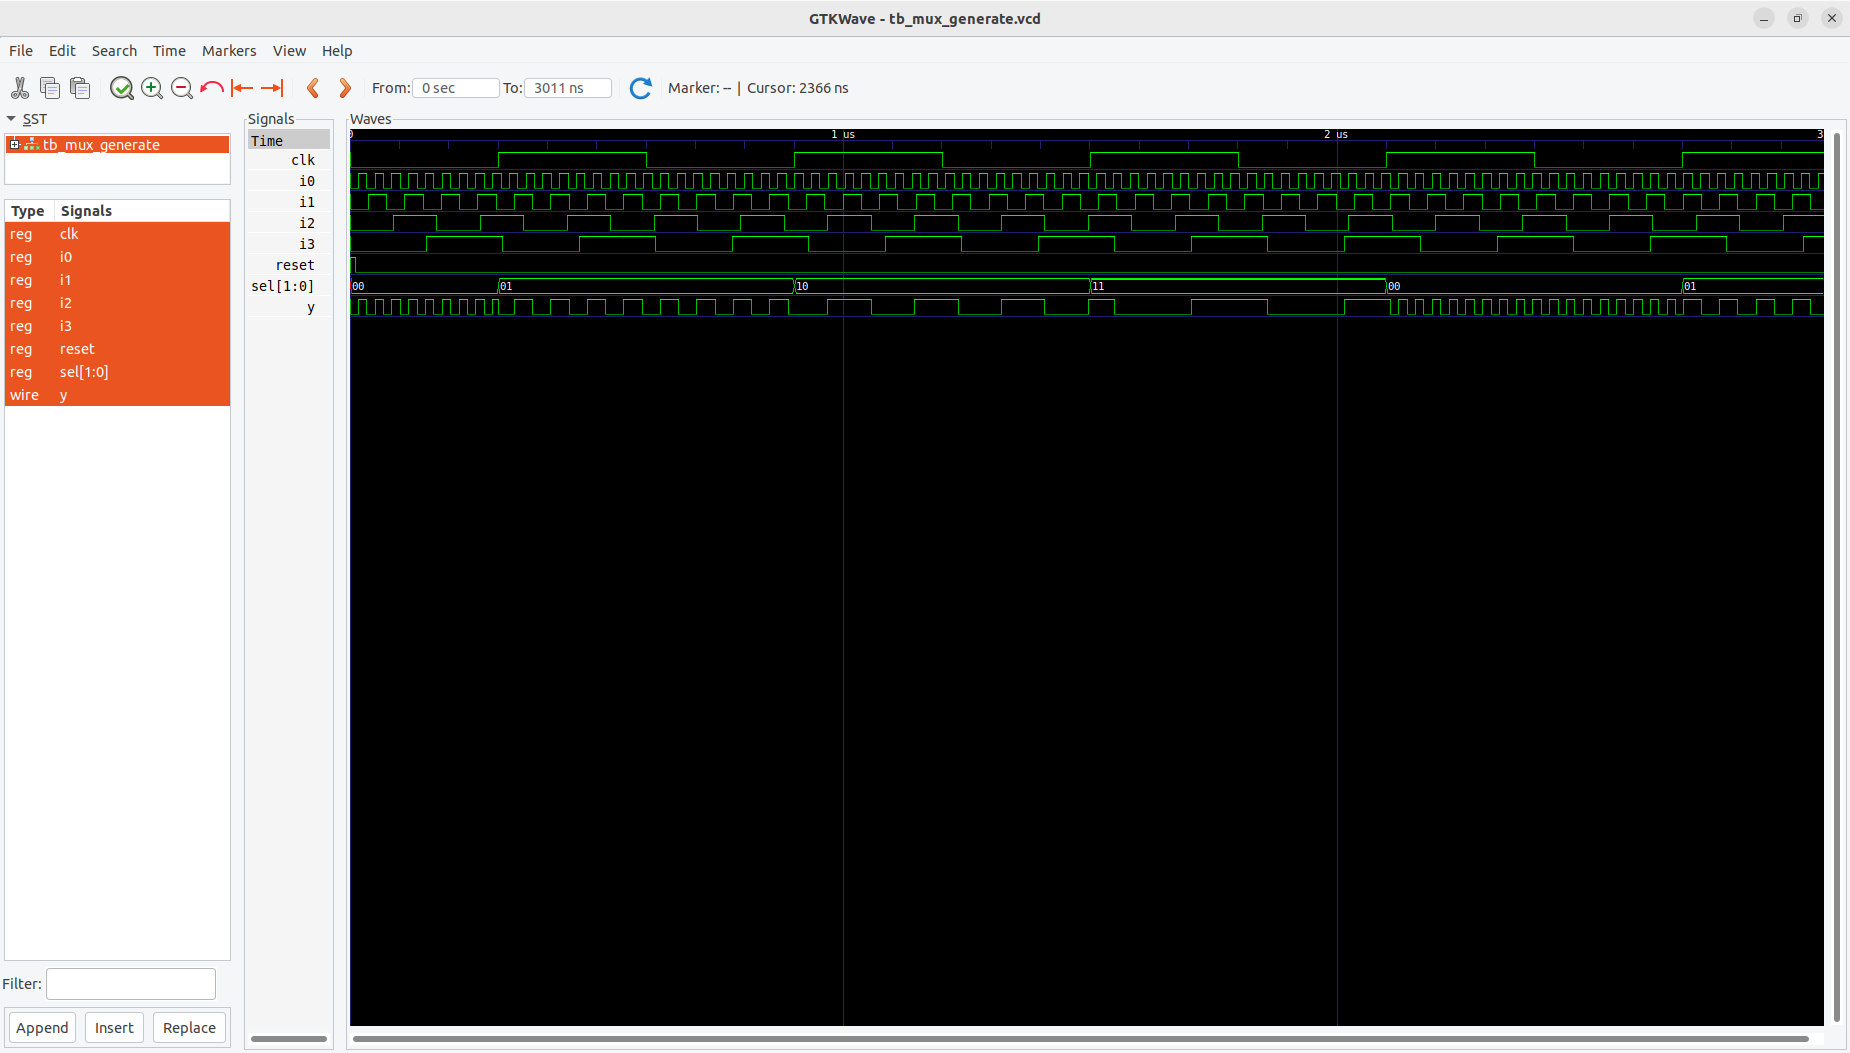 GTKWave - tb_mux_generate.vcd
File Edit Search Time Markers View Help
From: 0 sec To: 3011 ns Marker: -- | Cursor: 2366 ns
SST
tb_mux_generate
Type Signals
reg clk
reg i0
reg i1
reg i2
reg i3
reg reset
reg sel[1:0]
wire y
Filter:
Append Insert Replace
Signals
Time
clk
i0
i1
i2
i3
reset
sel[1:0]
y
Waves
0 1 us 2 us 3
00 01 10 11 00 01